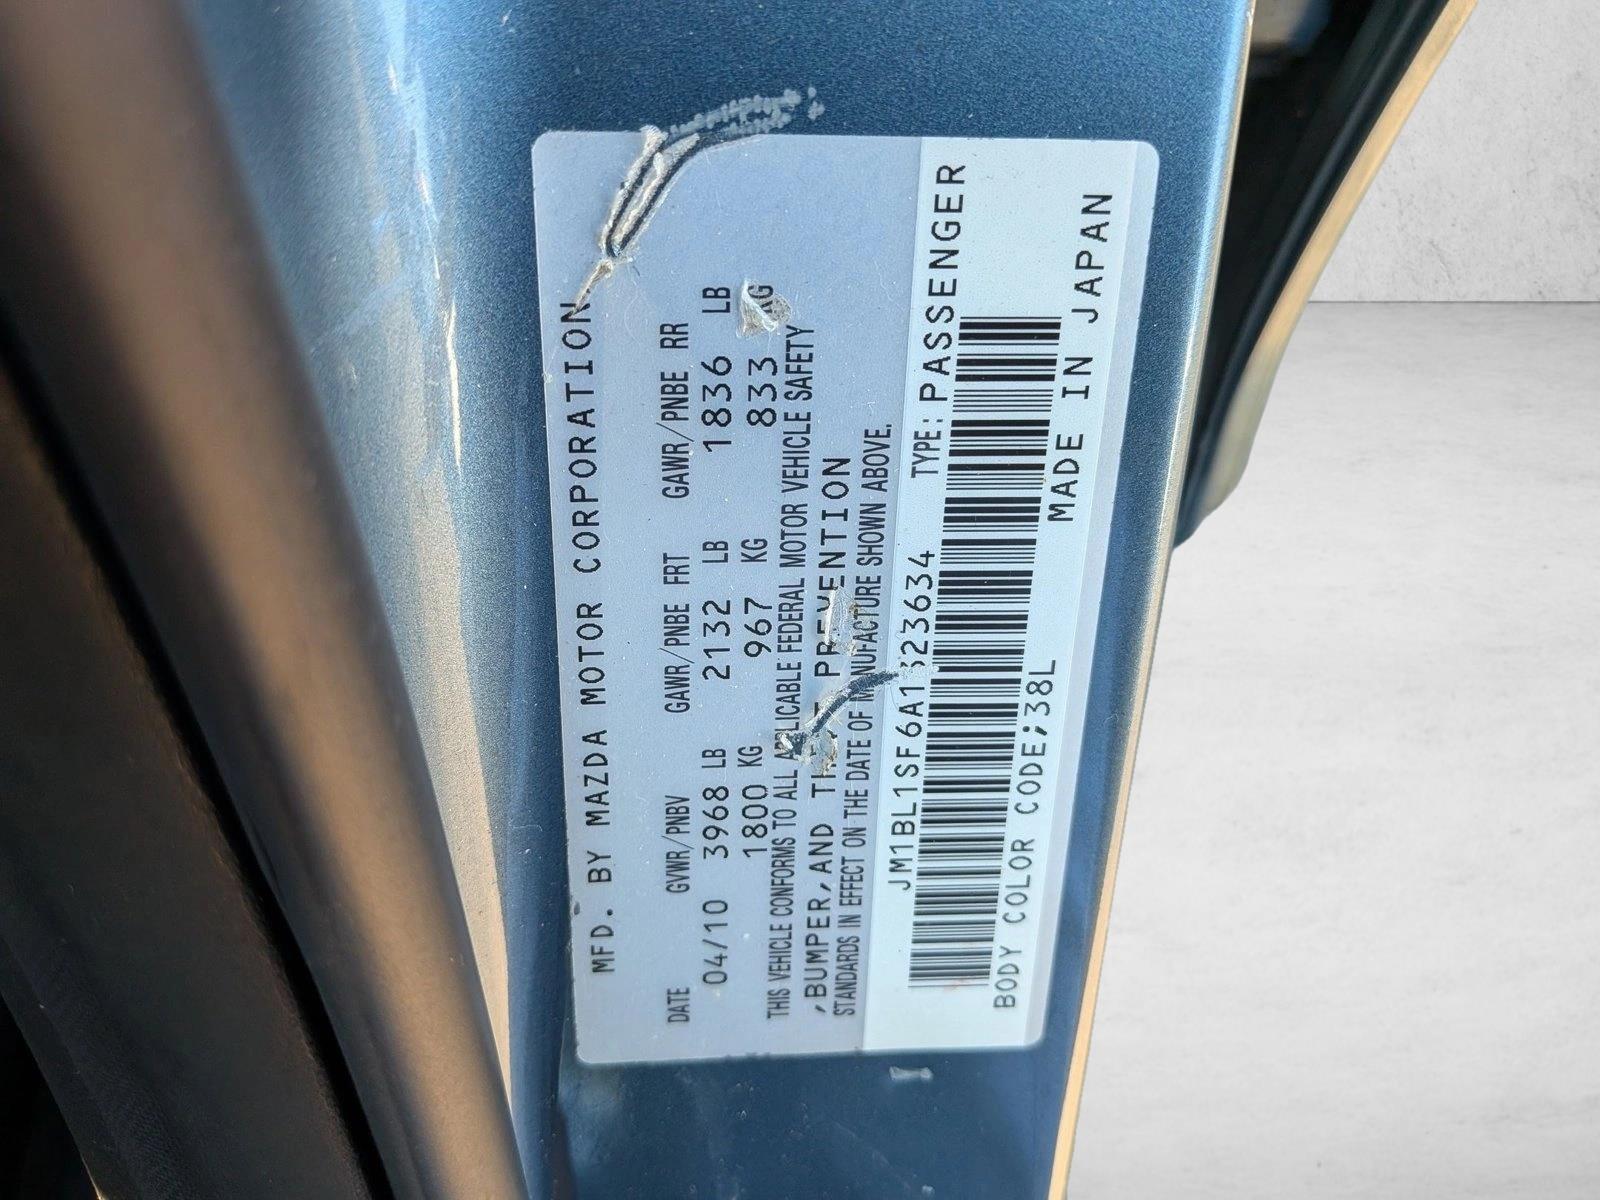 MFD. BY MAZDA MOTOR CORPORATION
DATE GVWR/PNBV GAWR/PNBE FRT GAWR/PNBE RR
04/10 3968 LB 2132 LB 1836 LB
1800 KG 967 KG 833 KG
THIS VEHICLE CONFORMS TO ALL APPLICABLE FEDERAL MOTOR VEHICLE SAFETY
,BUMPER,AND THEFT PREVENTION
STANDARDS IN EFFECT ON THE DATE OF MANUFACTURE SHOWN ABOVE.
JM1BL1SF6A1323634 TYPE: PASSENGER
BODY COLOR CODE;38L MADE IN JAPAN